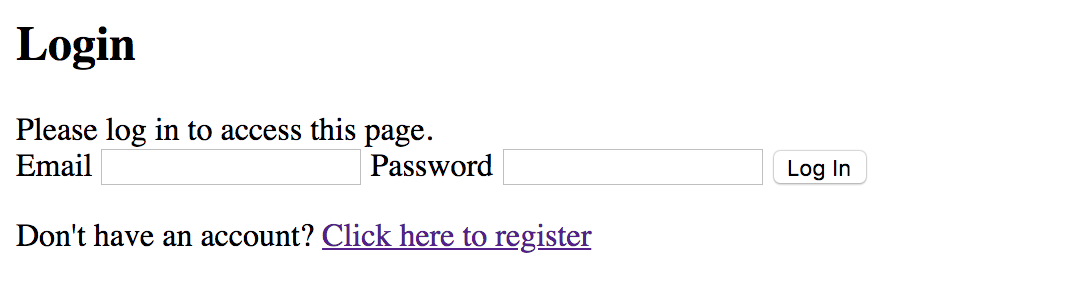 Login
Please log in to access this page.
Email Password Log In
Don't have an account? Click here to register